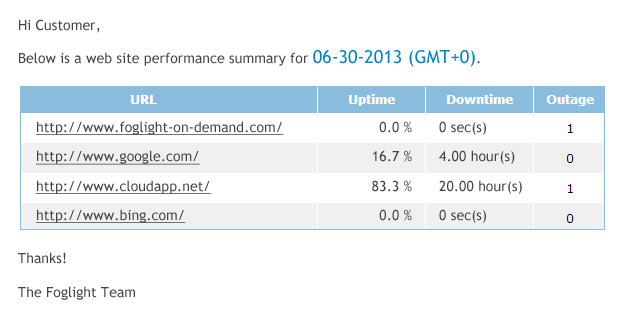 Hi Customer,
Below is a web site performance summary for 06-30-2013 (GMT+0).
URL Uptime Downtime Outage
http://www.foglight-on-demand.com/ 0.0 % 0 sec(s) 1
http://www.google.com/ 16.7 % 4.00 hour(s) 0
http://www.cloudapp.net/ 83.3 % 20.00 hour(s) 1
http://www.bing.com/ 0.0 % 0 sec(s) 0
Thanks!
The Foglight Team